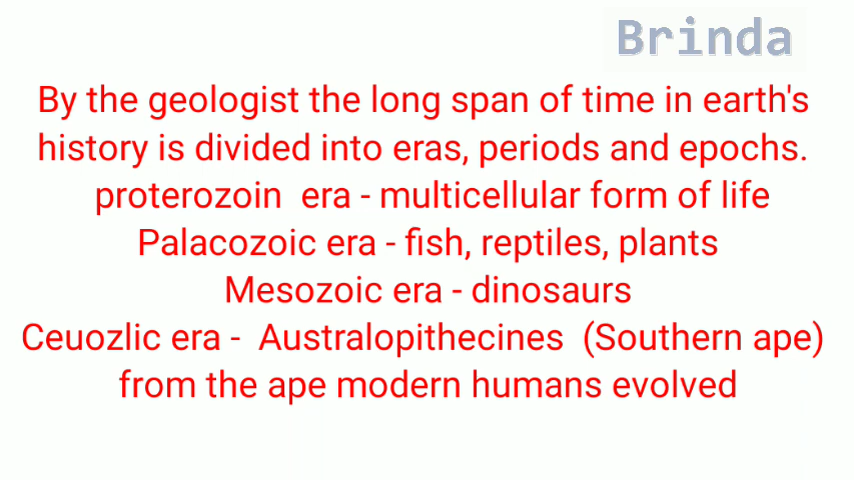 Brinda
By the geologist the long span of time in earth's
history is divided into eras, periods and epochs.
proterozoin era - multicellular form of life
Palacozoic era - fish, reptiles, plants
Mesozoic era - dinosaurs
Ceuozlic era - Australopithecines (Southern ape)
from the ape modern humans evolved